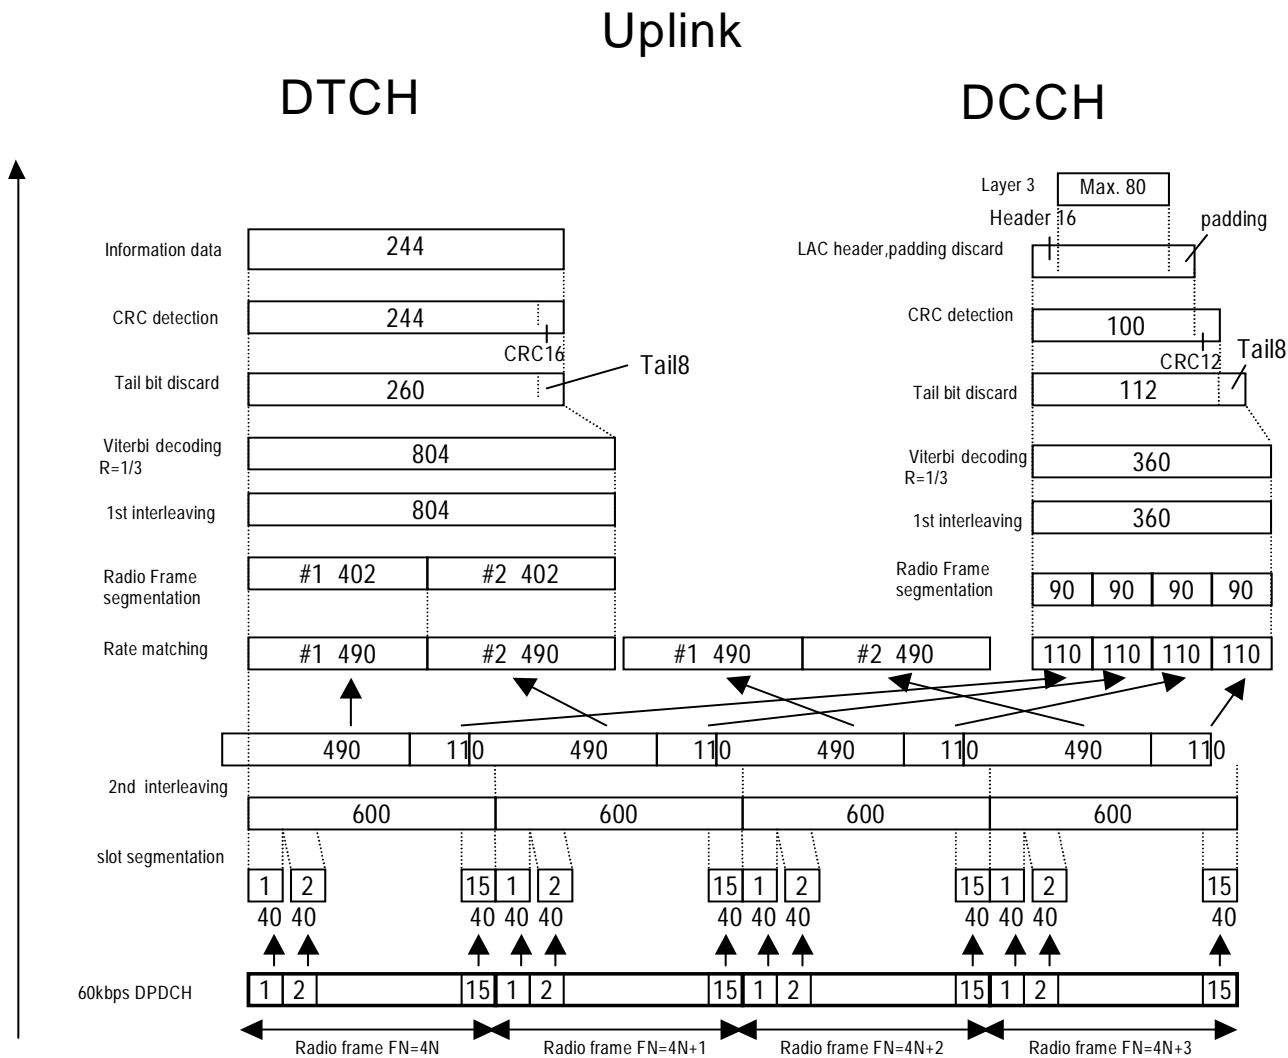 Uplink
DTCH
DCCH
Layer 3
Max. 80
Header 16
padding
Information data
244
LAC header,padding discard
CRC detection
244
CRC16
CRC detection
100
CRC12
Tail8
Tail bit discard
260
Tail8
Tail bit discard
112
Viterbi decoding
R=1/3
804
Viterbi decoding
R=1/3
360
1st interleaving
804
1st interleaving
360
Radio Frame
segmentation
#1 402
#2 402
Radio Frame
segmentation
90 90 90 90
Rate matching
#1 490
#2 490
#1 490
#2 490
110 110 110 110
490 110 490 110 490 110 490 110
2nd interleaving
600 600 600 600
slot segmentation
1 2 15 1 2 15 1 2 15 1 2 15
40 40 40 40 40 40 40 40 40 40 40 40
60kbps DPDCH
1 2 15 1 2 15 1 2 15 1 2 15
Radio frame FN=4N
Radio frame FN=4N+1
Radio frame FN=4N+2
Radio frame FN=4N+3